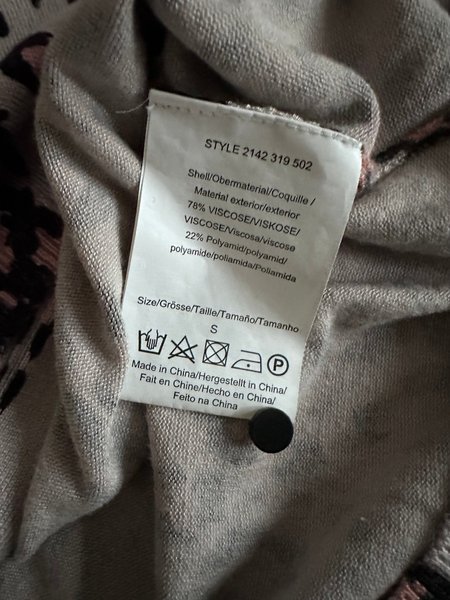 STYLE 2142 319 502
Shell/Obermaterial/Coquille /
Material exterior/exterior
78% VISCOSE/VISKOSE/
VISCOSE/Viscosa/viscose
22% Polyamid/polyamid/
polyamide/poliamida/Poliamida
Size/Grösse/Taille/Tamaño/Tamanho
S
P
Made in China/Hergestellt in China/
Fait en Chine/Hecho en China/
Feito na China